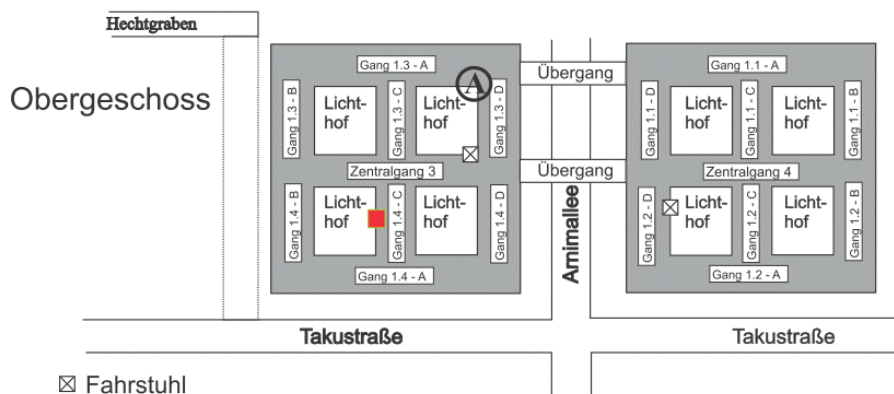 Hechtgraben
Obergeschoss
Gang 1.3 - A
Gang 1.3 - B
Licht-
hof
Gang 1.3 - C
Licht-
hof
A
Gang 1.3 - D
Zentralgang 3
Gang 1.4 - B
Licht-
hof
Gang 1.4 - C
Licht-
hof
Gang 1.4 - D
Gang 1.4 - A
Übergang
Übergang
Arnimallee
Gang 1.1 - A
Gang 1.1 - D
Licht-
hof
Gang 1.1 - C
Licht-
hof
Gang 1.1 - B
Zentralgang 4
Gang 1.2 - D
Licht-
hof
Gang 1.2 - C
Licht-
hof
Gang 1.2 - B
Gang 1.2 - A
Takustraße
Takustraße
Fahrstuhl